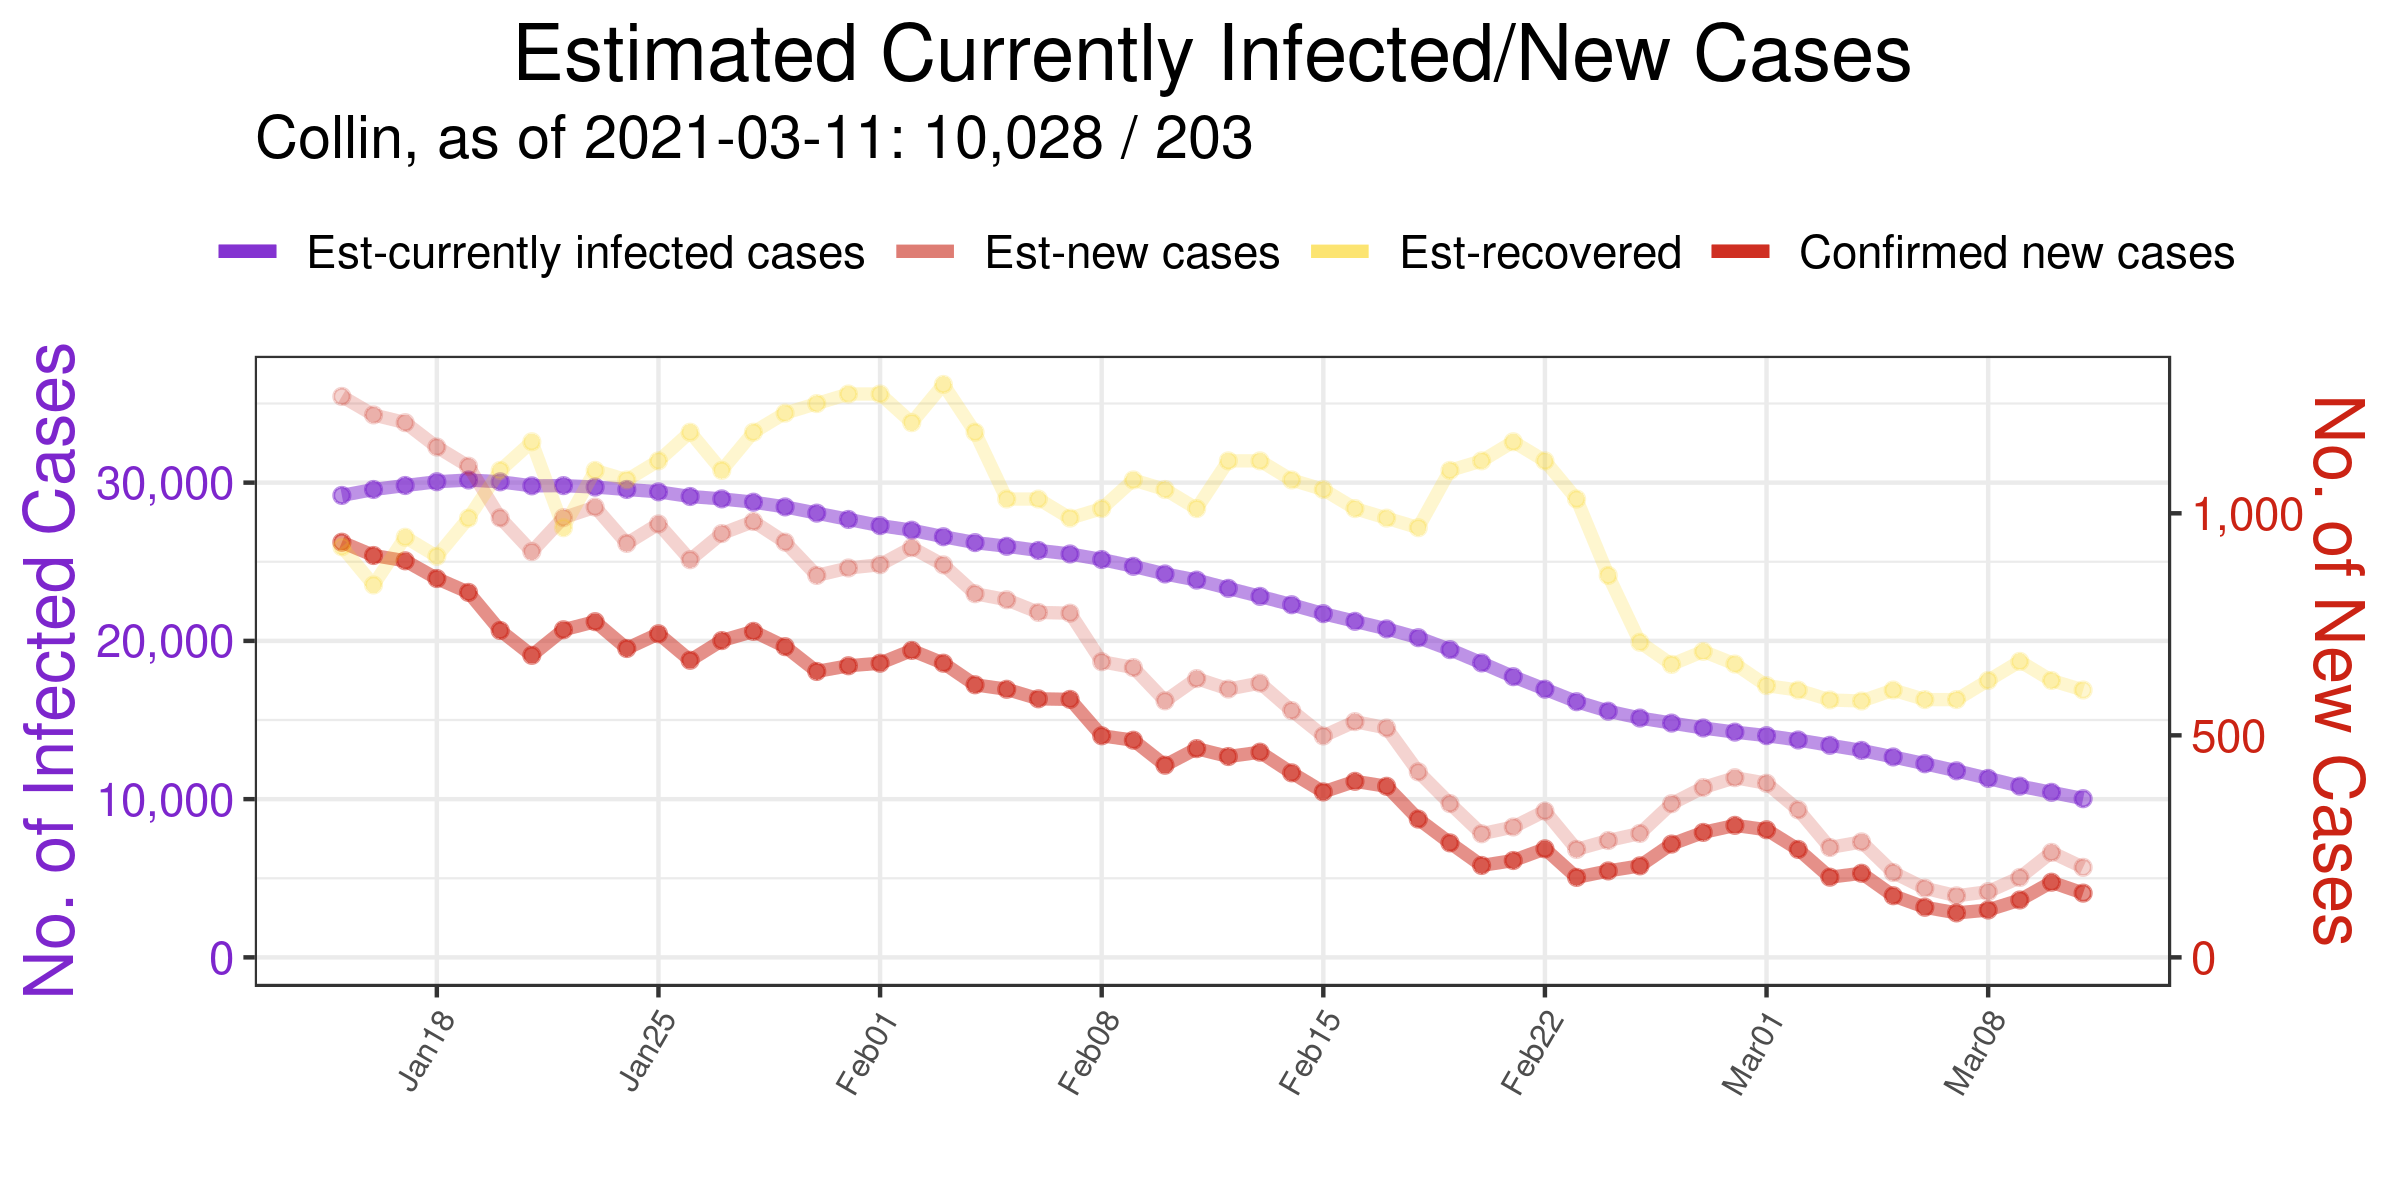 Estimated Currently Infected/New Cases
Collin, as of 2021-03-11: 10,028 / 203
Est-currently infected cases Est-new cases Est-recovered Confirmed new cases
No. of Infected Cases
30,000
20,000
10,000
0
1,000
500
0
No. of New Cases
Jan18 Jan25 Feb01 Feb08 Feb15 Feb22 Mar01 Mar08